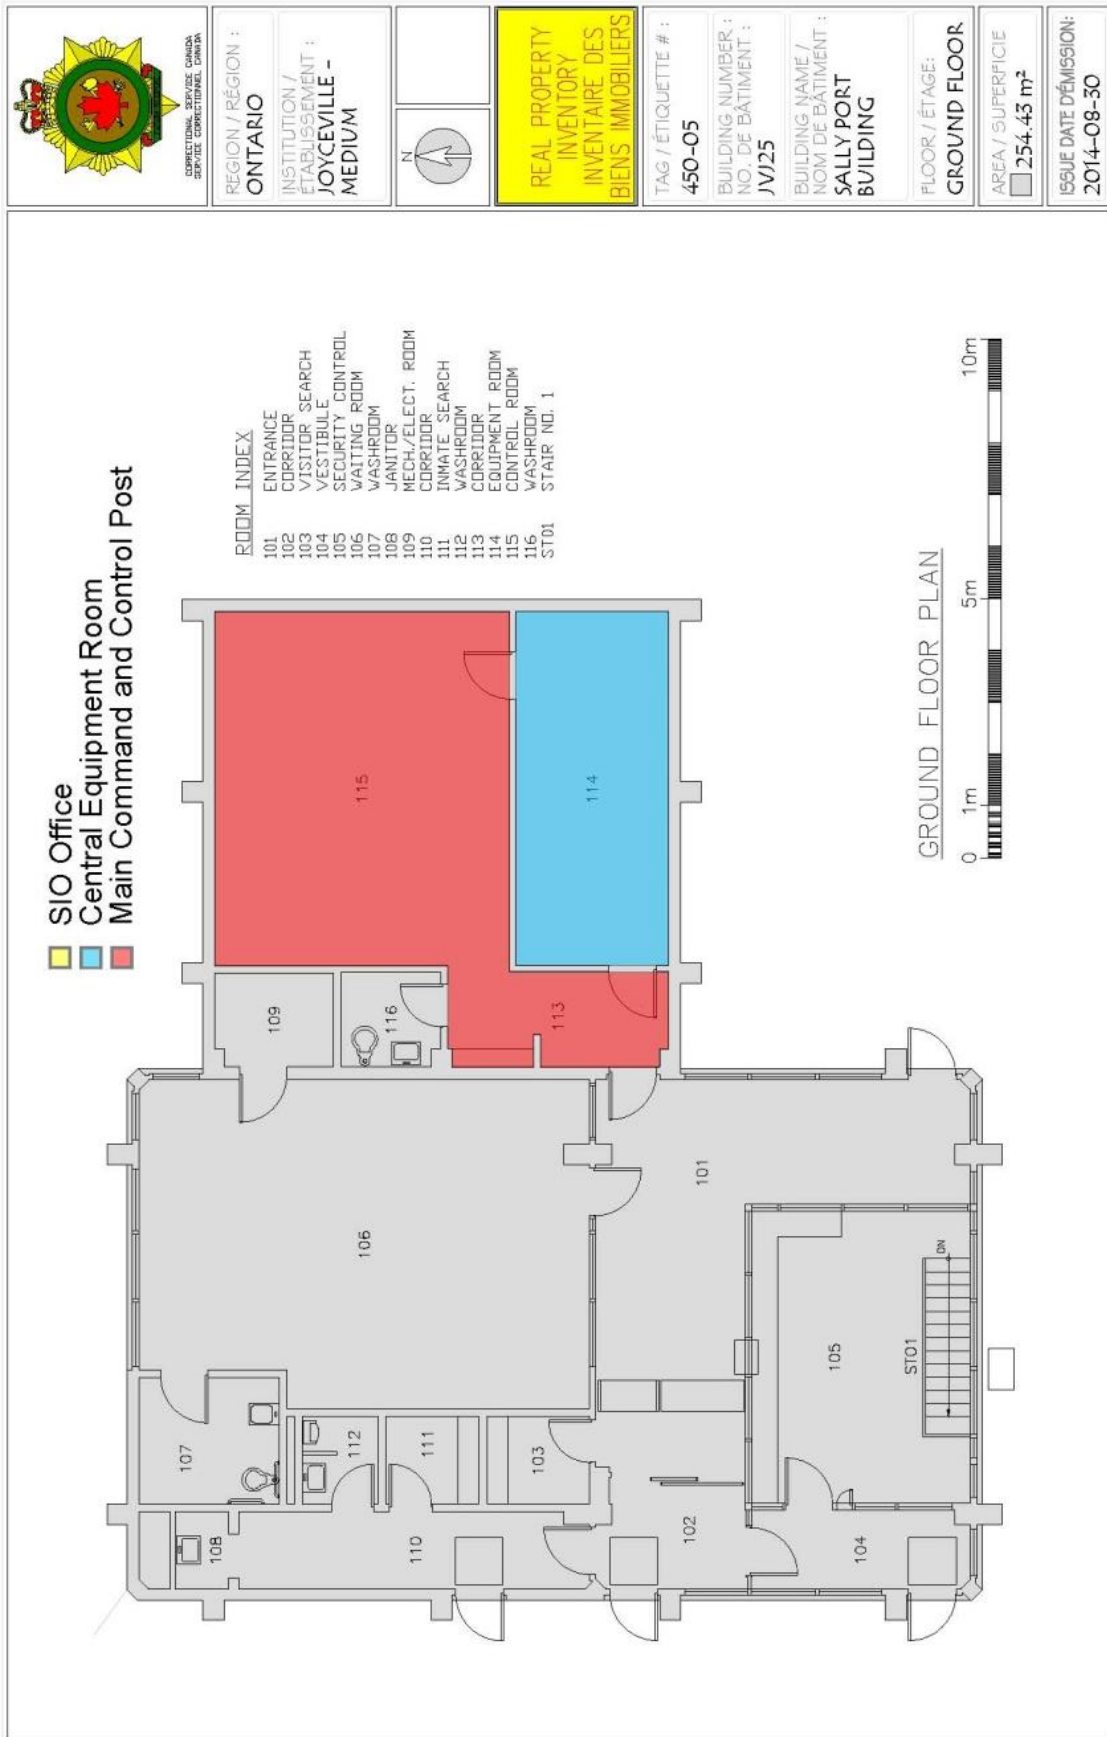 CORRECTIONAL SERVICE CANADA
SERVICE CORRECTIONNEL CANADA
REGION / RÉGION :
ONTARIO
INSTITUTION /
ÉTABLISSEMENT :
JOYCEVILLE -
MEDIUM
N
REAL PROPERTY
INVENTORY
INVENTAIRE DES
BIENS IMMOBILIERS
TAG / ÉTIQUETTE # :
450-05
BUILDING NUMBER :
NO. DE BÂTIMENT :
JVJ25
BUILDING NAME /
NOM DE BÂTIMENT :
SALLY PORT
BUILDING
FLOOR / ÉTAGE:
GROUND FLOOR
AREA / SUPERFICIE
254.43 m²
ISSUE DATE D'ÉMISSION:
2014-08-30
SIO Office
Central Equipment Room
Main Command and Control Post
ROOM INDEX
101 ENTRANCE
102 CORRIDOR
103 VISITOR SEARCH
104 VESTIBULE
105 SECURITY CONTROL
106 WAITING ROOM
107 WASHROOM
108 JANITOR
109 MECH./ELECT. ROOM
110 CORRIDOR
111 INMATE SEARCH
112 WASHROOM
113 CORRIDOR
114 EQUIPMENT ROOM
115 CONTROL ROOM
116 WASHROOM
ST01 STAIR NO. 1
107
108
112
111
110
103
102
104
105
ST01
DN
106
101
109
116
113
115
114
GROUND FLOOR PLAN
0 1m 5m 10m